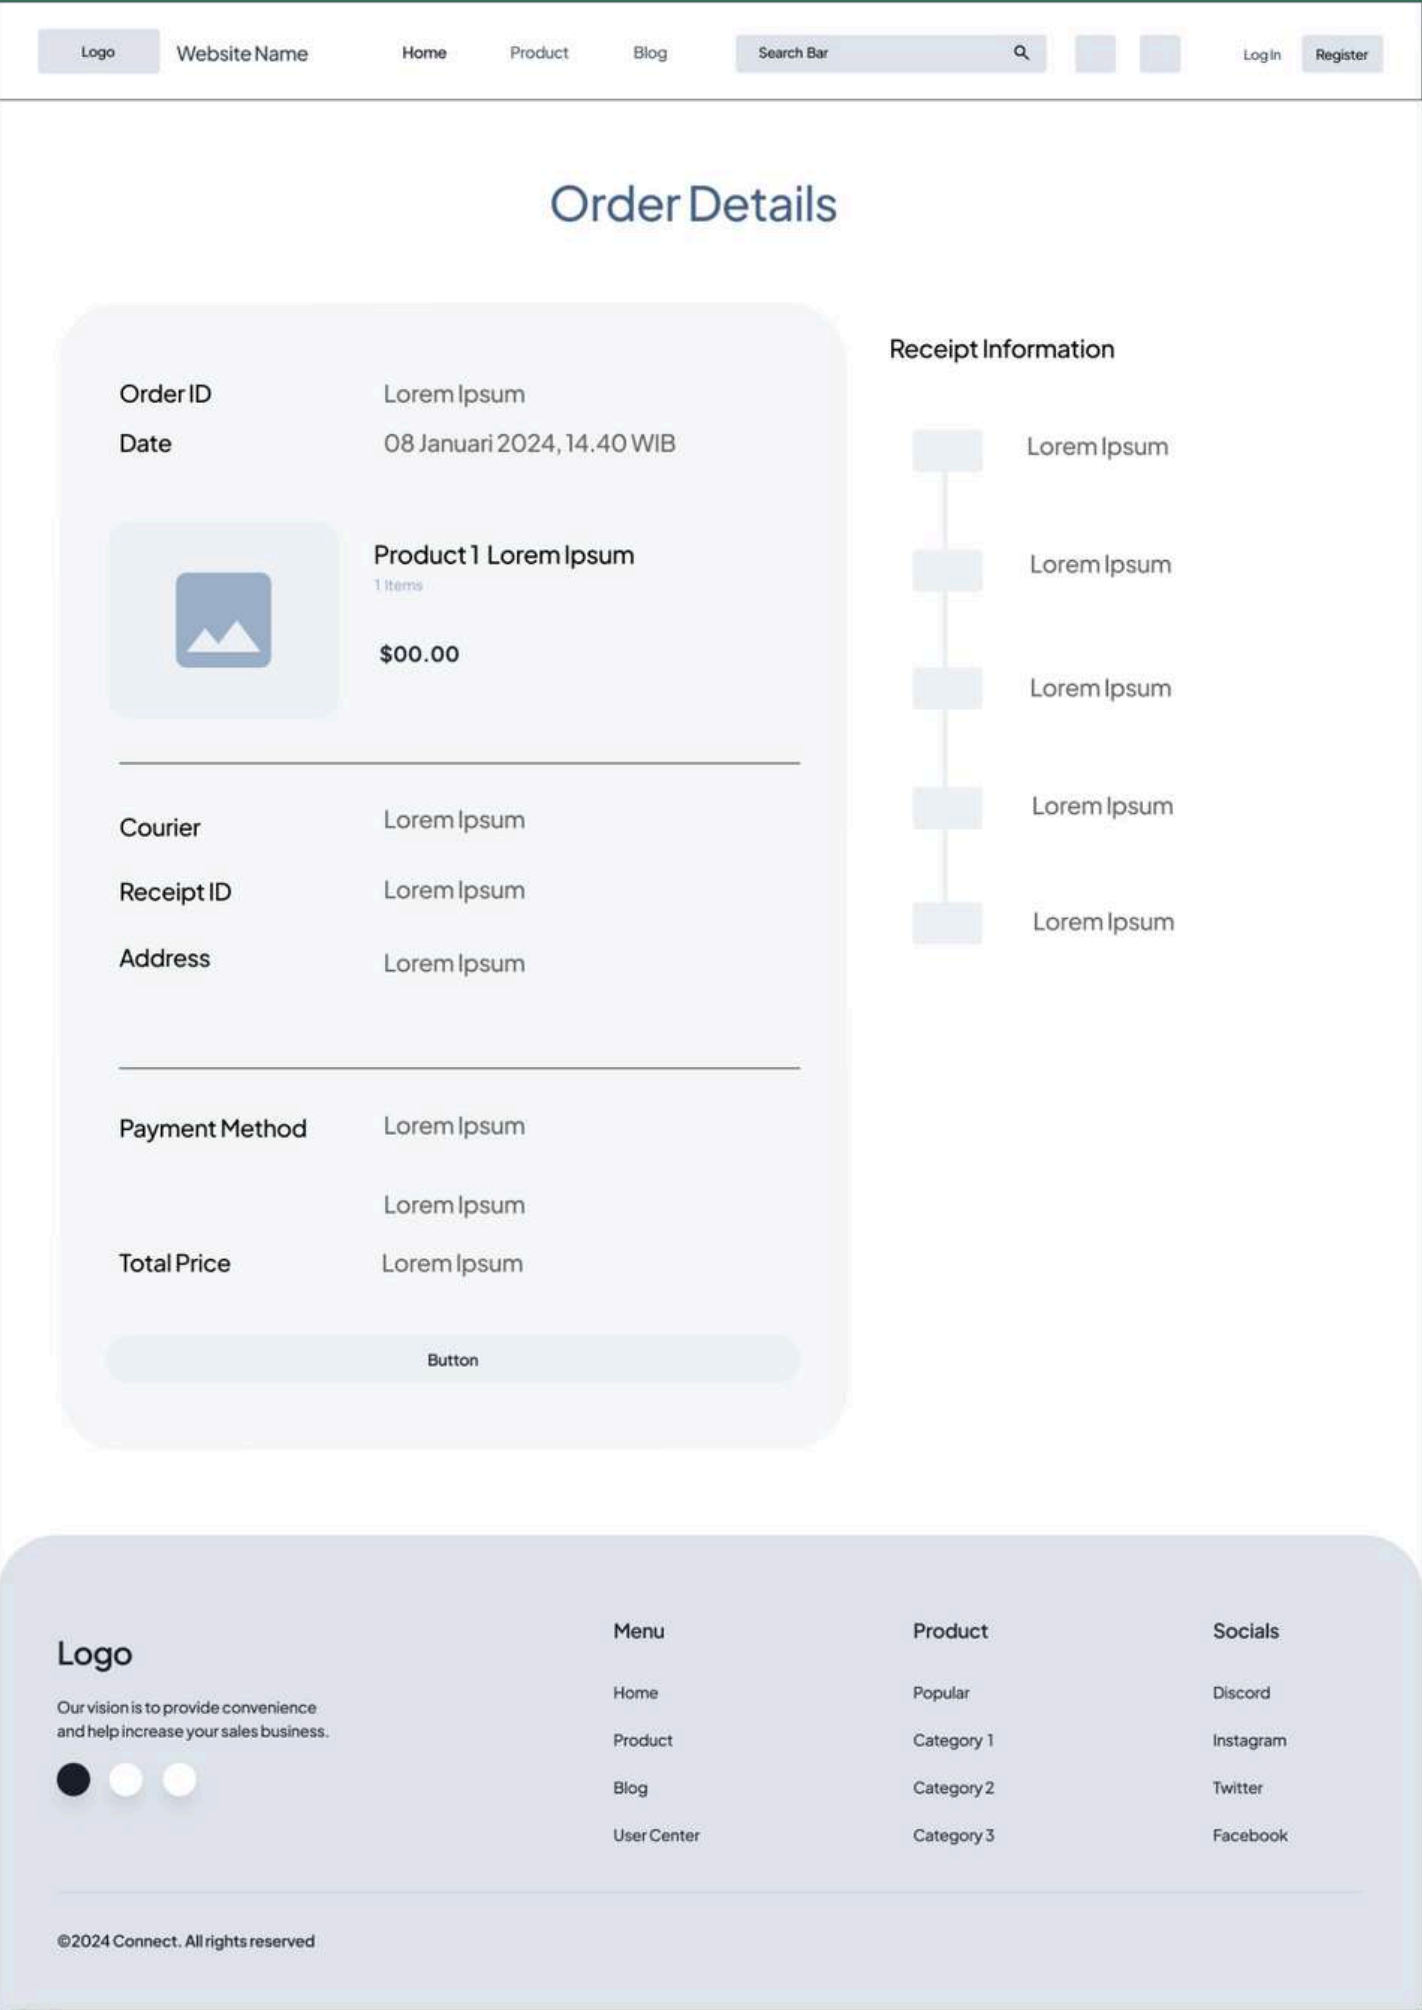 Logo
Website Name
Home
Product
Blog
Search Bar
Log In
Register
Order Details
Order ID
Lorem Ipsum
Date
08 Januari 2024, 14.40 WIB
Product 1 Lorem Ipsum
1 Items
$00.00
Courier
Lorem Ipsum
Receipt ID
Lorem Ipsum
Address
Lorem Ipsum
Payment Method
Lorem Ipsum
Lorem Ipsum
Total Price
Lorem Ipsum
Button
Receipt Information
Lorem Ipsum
Lorem Ipsum
Lorem Ipsum
Lorem Ipsum
Lorem Ipsum
Logo
Our vision is to provide convenience
and help increase your sales business.
Menu
Home
Product
Blog
User Center
Product
Popular
Category 1
Category 2
Category 3
Socials
Discord
Instagram
Twitter
Facebook
©2024 Connect. All rights reserved